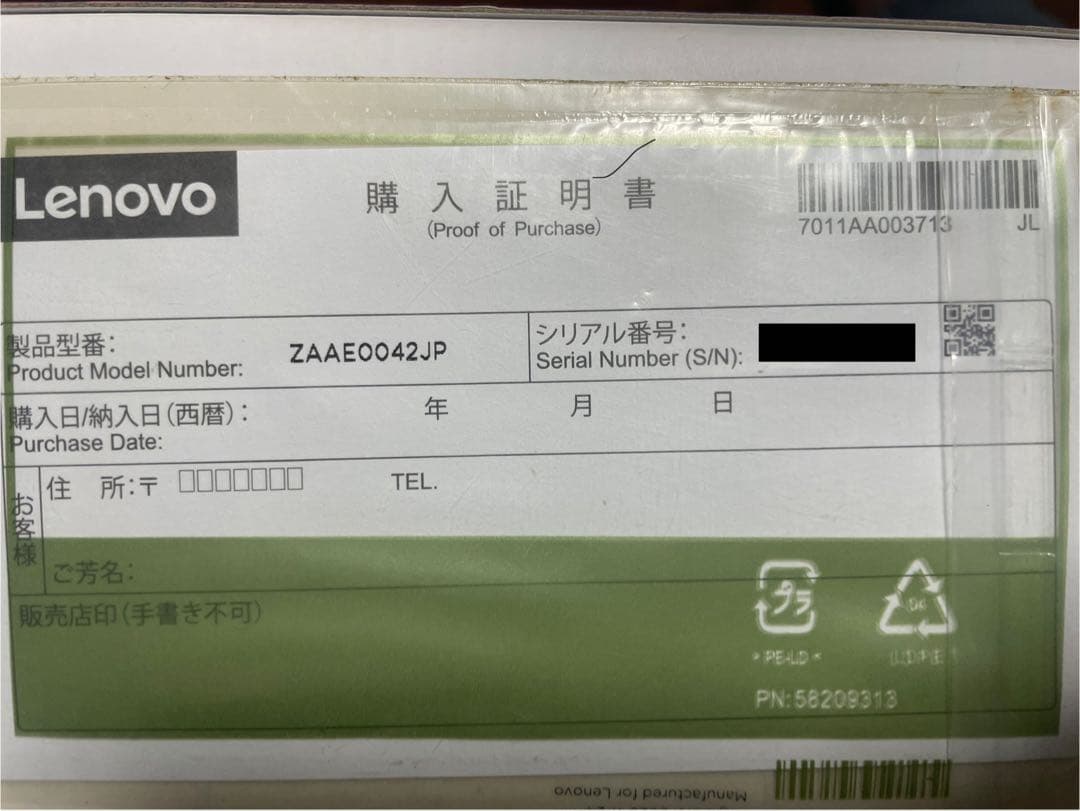 Lenovo
購入証明書
(Proof of Purchase)
7011AA003713 JL
製品型番:
Product Model Number:
ZAAE0042JP
シリアル番号:
Serial Number (S/N):
購入日/納入日(西暦):
Purchase Date:
年 月 日
お客様
住 所:〒
TEL.
ご芳名:
販売店印(手書き不可)
プラ
PE-LD
04
PN:58209313
Manufactured for Lenovo